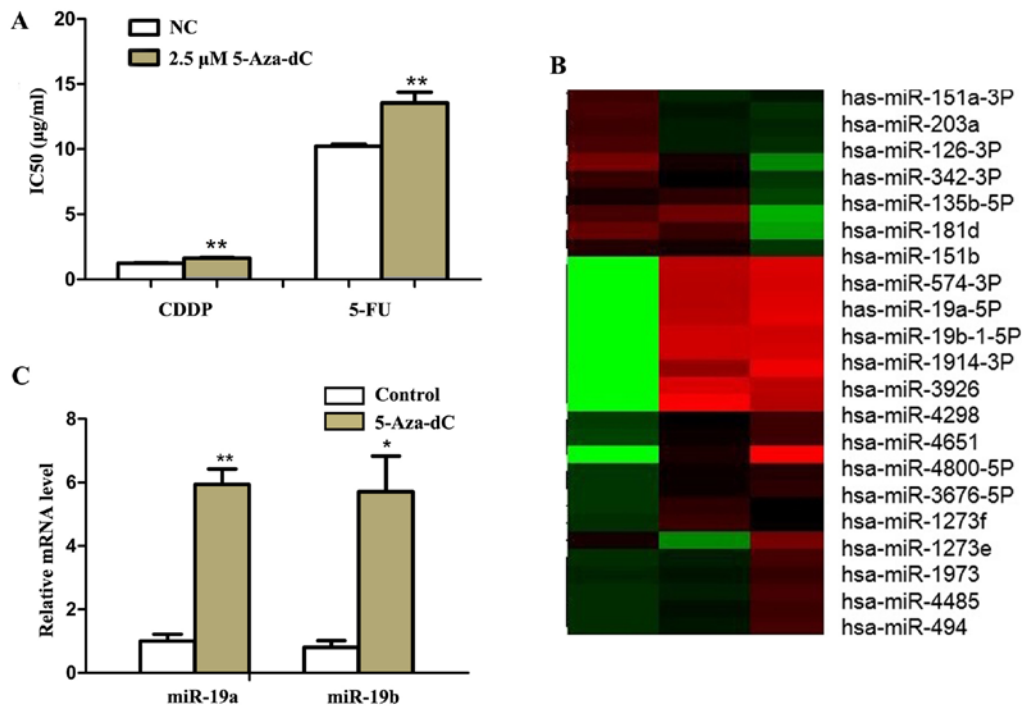 A
20
15
10
5
0
IC50 (μg/ml)
NC
2.5 μM 5-Aza-dC
**
**
CDDP
5-FU
B
has-miR-151a-3P
hsa-miR-203a
hsa-miR-126-3P
has-miR-342-3P
hsa-miR-135b-5P
hsa-miR-181d
hsa-miR-151b
hsa-miR-574-3P
has-miR-19a-5P
hsa-miR-19b-1-5P
hsa-miR-1914-3P
hsa-miR-3926
hsa-miR-4298
hsa-miR-4651
hsa-miR-4800-5P
hsa-miR-3676-5P
hsa-miR-1273f
hsa-miR-1273e
hsa-miR-1973
hsa-miR-4485
hsa-miR-494
C
Control
5-Aza-dC
8
6
4
2
0
Relative mRNA level
**
*
miR-19a
miR-19b